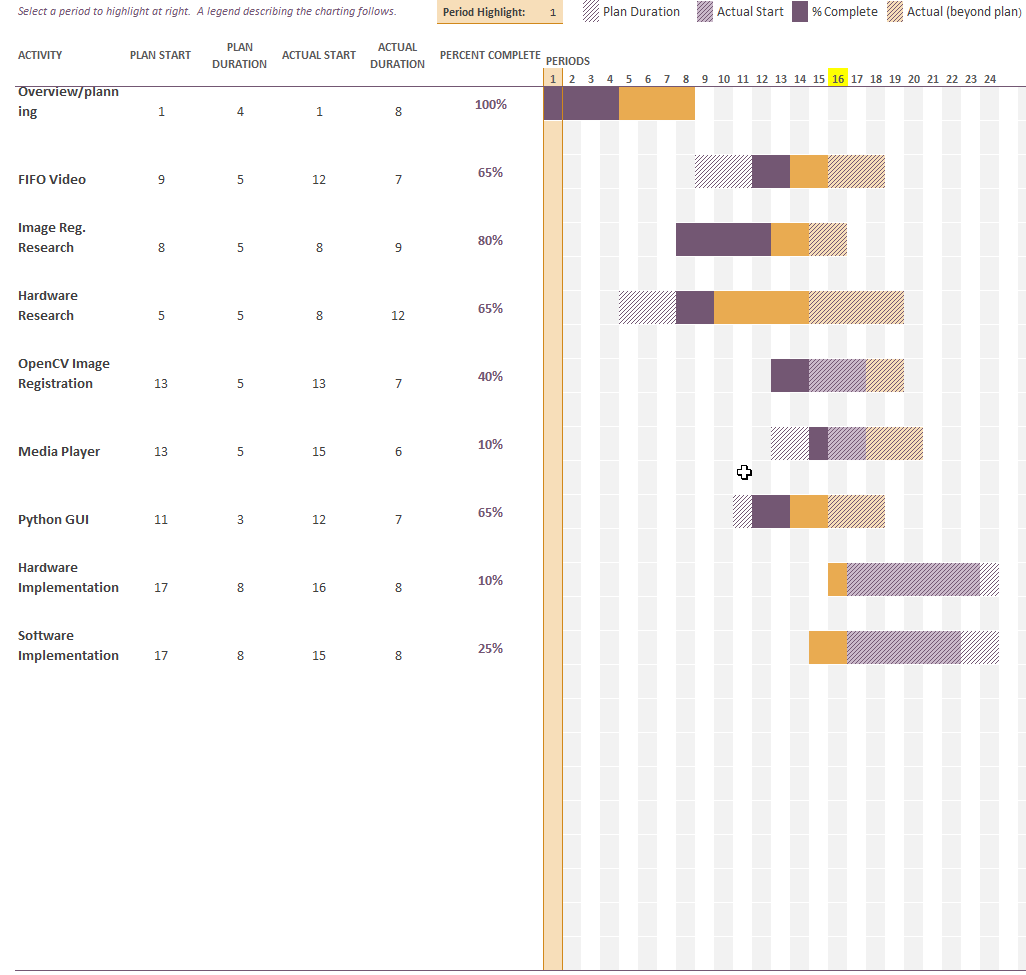 Select a period to highlight at right.  A legend describing the charting follows.
Period Highlight: 1
Plan Duration
Actual Start
% Complete
Actual (beyond plan)
ACTIVITY
PLAN START
PLAN
DURATION
ACTUAL START
ACTUAL
DURATION
PERCENT COMPLETE
PERIODS
1 2 3 4 5 6 7 8 9 10 11 12 13 14 15 16 17 18 19 20 21 22 23 24
Overview/plann
ing 1 4 1 8 100%
FIFO Video 9 5 12 7 65%
Image Reg.
Research 8 5 8 9 80%
Hardware
Research 5 5 8 12 65%
OpenCV Image
Registration 13 5 13 7 40%
Media Player 13 5 15 6 10%
Python GUI 11 3 12 7 65%
Hardware
Implementation 17 8 16 8 10%
Sottware
Implementation 17 8 15 8 25%